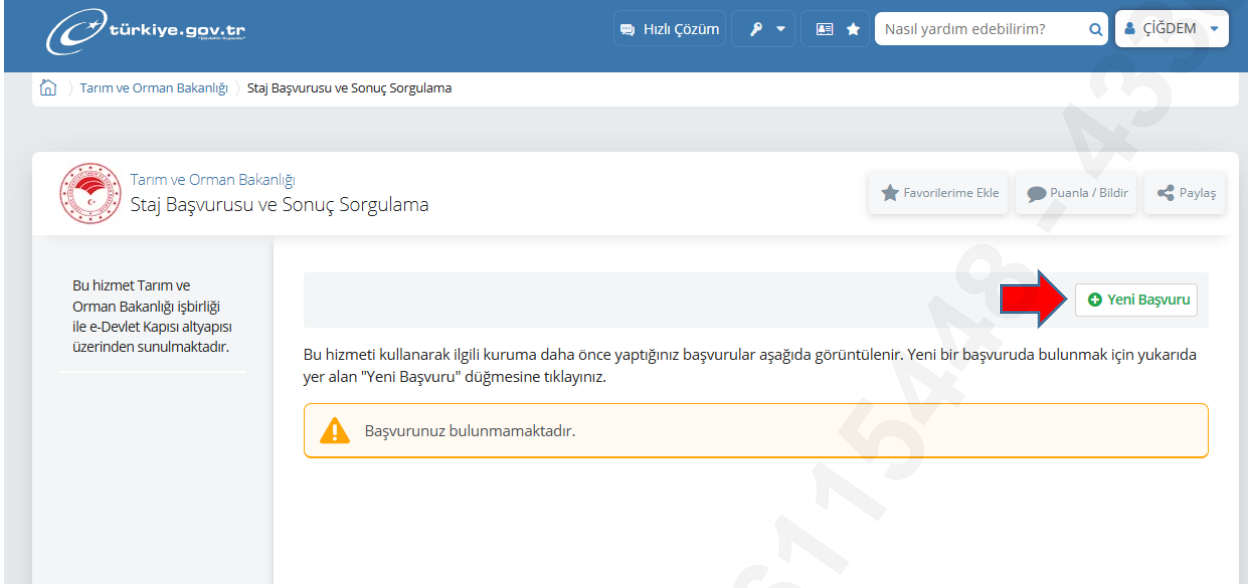 türkiye.gov.tr
Hızlı Çözüm
Nasıl yardım edebilirim?
ÇİĞDEM
Tarım ve Orman Bakanlığı
Staj Başvurusu ve Sonuç Sorgulama
Tarım ve Orman Bakanlığı
Staj Başvurusu ve Sonuç Sorgulama
Favorilerime Ekle
Puanla / Bildir
Paylaş
Bu hizmet Tarım ve
Orman Bakanlığı işbirliği
ile e-Devlet Kapısı altyapısı
üzerinden sunulmaktadır.
Yeni Başvuru
Bu hizmeti kullanarak ilgili kuruma daha önce yaptığınız başvurular aşağıda görüntülenir. Yeni bir başvuruda bulunmak için yukarıda
yer alan "Yeni Başvuru" düğmesine tıklayınız.
Başvurunuz bulunmamaktadır.